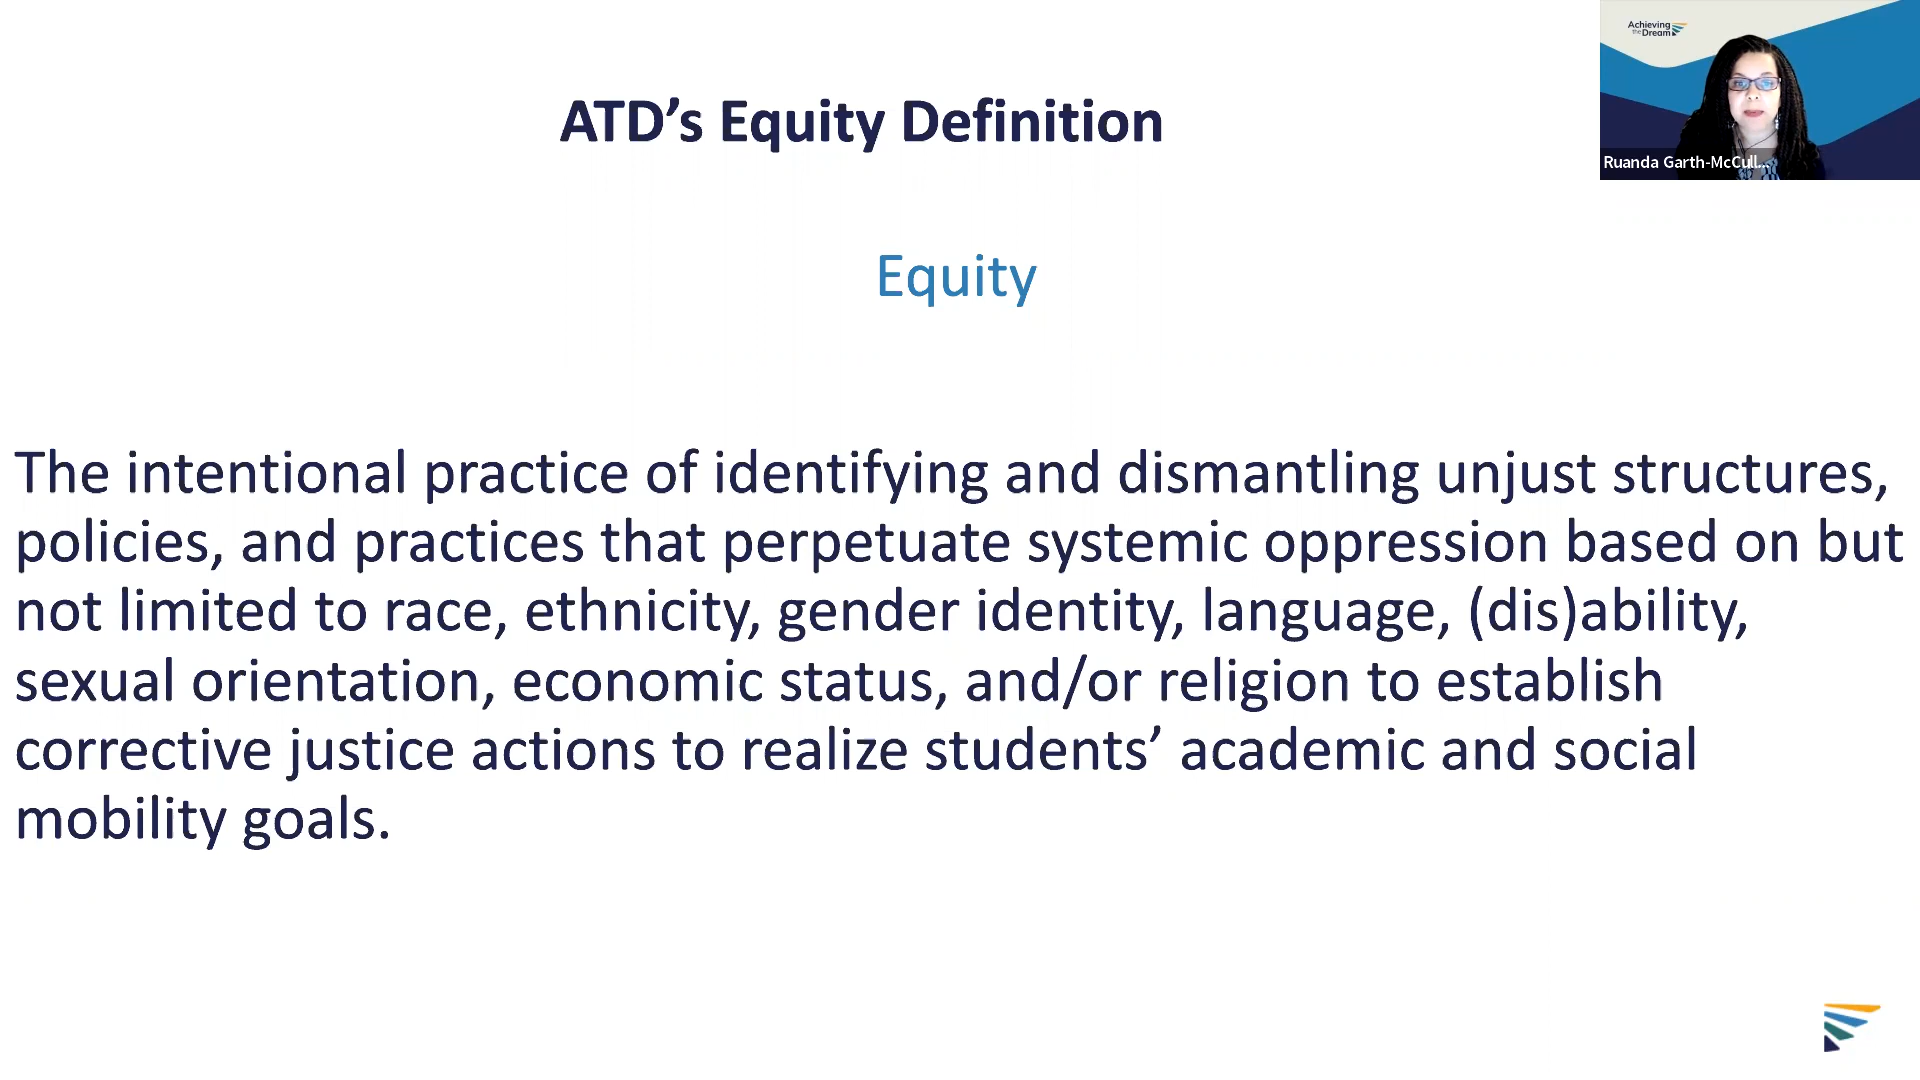 Achieving
the Dream
Ruanda Garth-McCull...
ATD’s Equity Definition
Equity
The intentional practice of identifying and dismantling unjust structures,
policies, and practices that perpetuate systemic oppression based on but
not limited to race, ethnicity, gender identity, language, (dis)ability,
sexual orientation, economic status, and/or religion to establish
corrective justice actions to realize students’ academic and social
mobility goals.